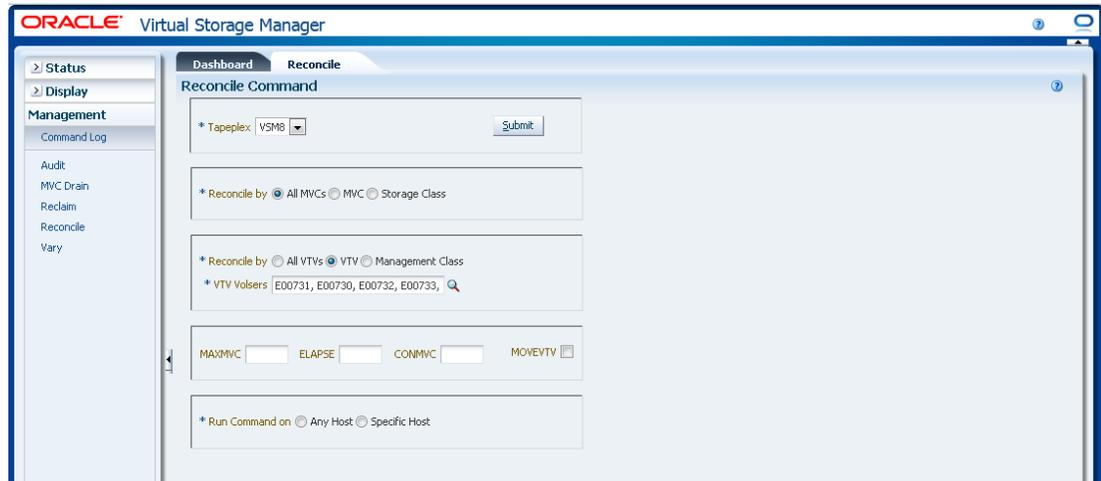 ORACLE Virtual Storage Manager
Status
Display
Management
Command Log
Audit
MVC Drain
Reclaim
Reconcile
Vary
Dashboard Reconcile
Reconcile Command
* Tapeplex VSM8 Submit
* Reconcile by All MVCs MVC Storage Class
* Reconcile by All VTVs VTV Management Class
* VTV Volsers E00731, E00730, E00732, E00733,
MAXMVC ELAPSE CONMVC MOVEVTV
* Run Command on Any Host Specific Host